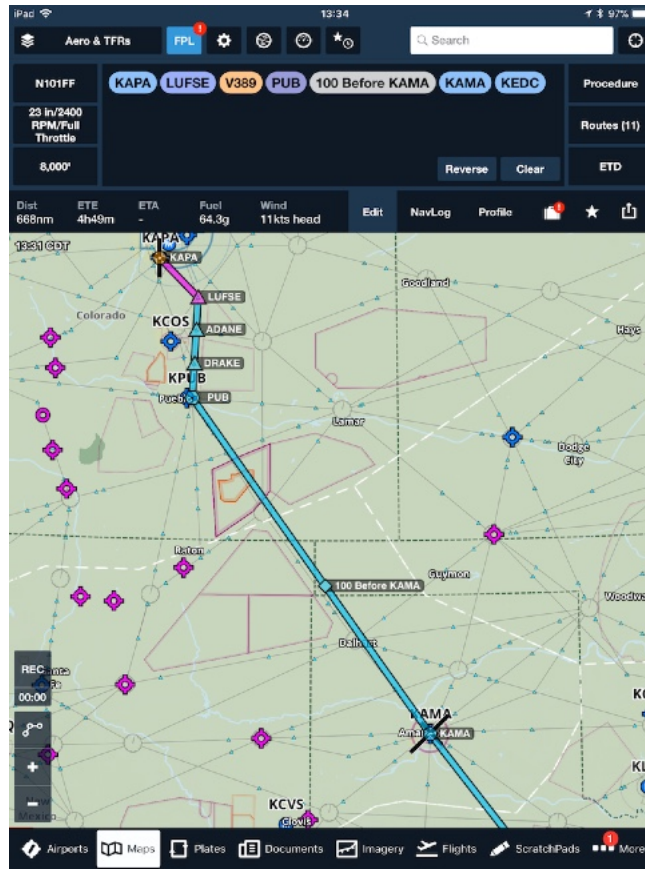 iPad 13:34 97%
Aero & TFRs FPL 1 Search
N101FF KAPA LUFSE V389 PUB 100 Before KAMA KAMA KEDC Procedure
23 in/2400
RPM/Full
Throttle
Routes (11)
8,000' Reverse Clear ETD
Dist ETE ETA Fuel Wind
668nm 4h49m - 64.3g 11kts head Edit NavLog Profile
13:31 CDT
KAPA
KAPA
LUFSE
Goodland
Colorado
KCOS
ADANE
Hays
DRAKE
KPUB
PUB
Lamar
Dodge
City
Raton
100 Before KAMA
Guymon
Dalhart
REC
00:00
Fe
KAMA
KAMA
+
−
New
Mexico
KCVS
Clovis
Airports Maps Plates Documents Imagery Flights ScratchPads 1 More